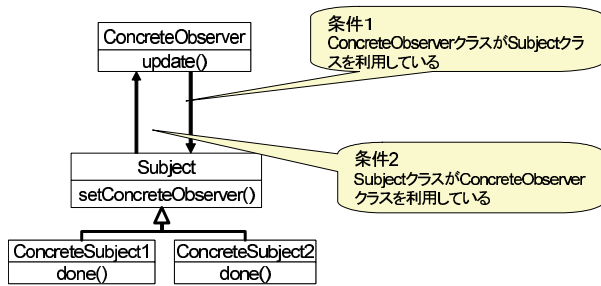 ConcreteObserver
update()
条件1
ConcreteObserverクラスがSubjectクラ
スを利用している
Subject
setConcreteObserver()
条件2
SubjectクラスがConcreteObserver
クラスを利用している
ConcreteSubject1
done()
ConcreteSubject2
done()